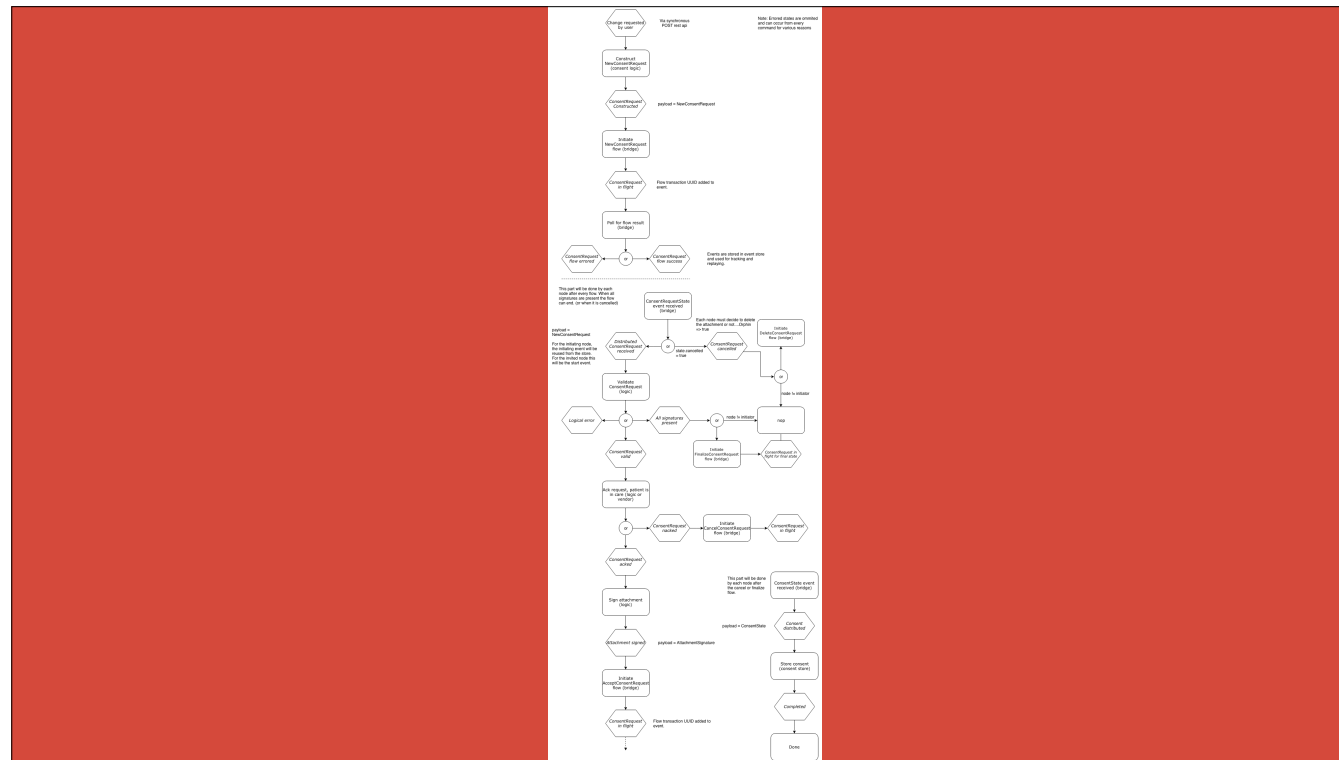 Change requested
by user
Via synchronous
POST rest api
Note: Errored states are ommited
and can occur from every
command for various reasons
Construct
NewConsentRequest
(consent logic)
ConsentRequest
Constructed
payload = NewConsentRequest
Initiate
NewConsentRequest
flow (bridge)
ConsentRequest
in flight
Flow transaction UUID added to
event.
Poll for flow result
(bridge)
ConsentRequest
flow errored
or
ConsentRequest
flow success
Events are stored in event store
and used for tracking and
replaying.
This part will be done by each
node after every flow. When all
signatures are present the flow
can end. (or when it is cancelled)
ConsentRequestState
event received
(bridge)
Each node must decide to delete
the attachment or not....Orphin
=> true
Initiate
DeleteConsentRequest
flow (bridge)
payload =
NewConsentRequest
For the initiating node,
the initiating event will be
reused from the store.
For the invited node this
will be the start event
Distributed
ConsentRequest
received
or
state cancelled
= true
ConsentRequest
cancelled
or
Validate
ConsentRequest
(logic)
node != initiator
Logical error
or
All signatures
present
or
node != initiator
nop
ConsentRequest
valid
Initiate
FinalizeConsentRequest
flow (bridge)
ConsentRequest in
flight for final state
Ack request, patient is
in care (logic or
vendor)
or
ConsentRequest
nacked
Initiate
CancelConsentRequest
flow (bridge)
ConsentRequest
in flight
ConsentRequest
acked
This part will be done
by each node after
the cancel or finalize
flow.
ConsentState event
received (bridge)
Sign attachment
(logic)
payload = ConsentState
Consent
distributed
Attachment signed
payload = AttachmentSignature
Store consent
(consent store)
Initiate
AcceptConsentRequest
flow (bridge)
Completed
ConsentRequest
in flight
Flow transaction UUID added to
event.
Done